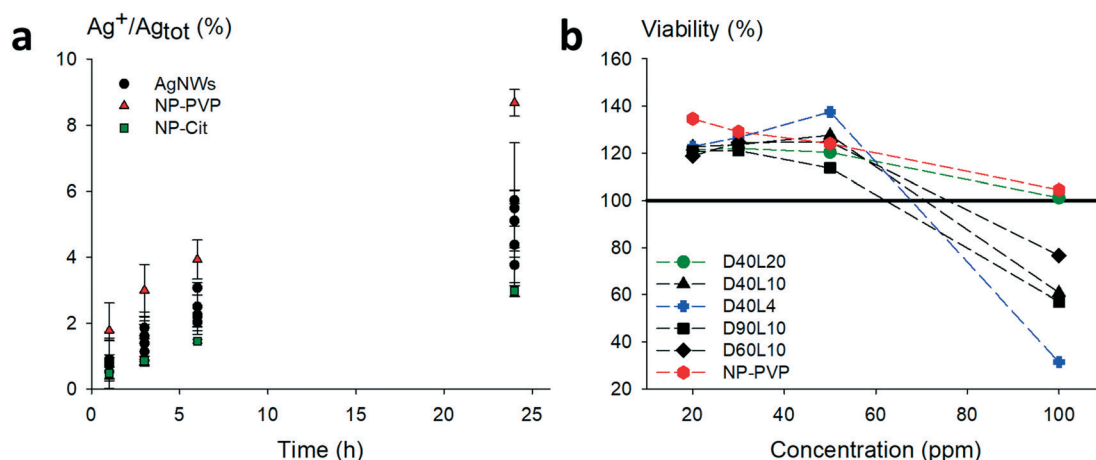 a
Ag⁺/Agtot (%)
10
8
6
4
2
0
AgNWs
NP-PVP
NP-Cit
0 5 10 15 20 25
Time (h)
b
Viability (%)
160
140
120
100
80
60
40
20
D40L20
D40L10
D40L4
D90L10
D60L10
NP-PVP
20 40 60 80 100
Concentration (ppm)